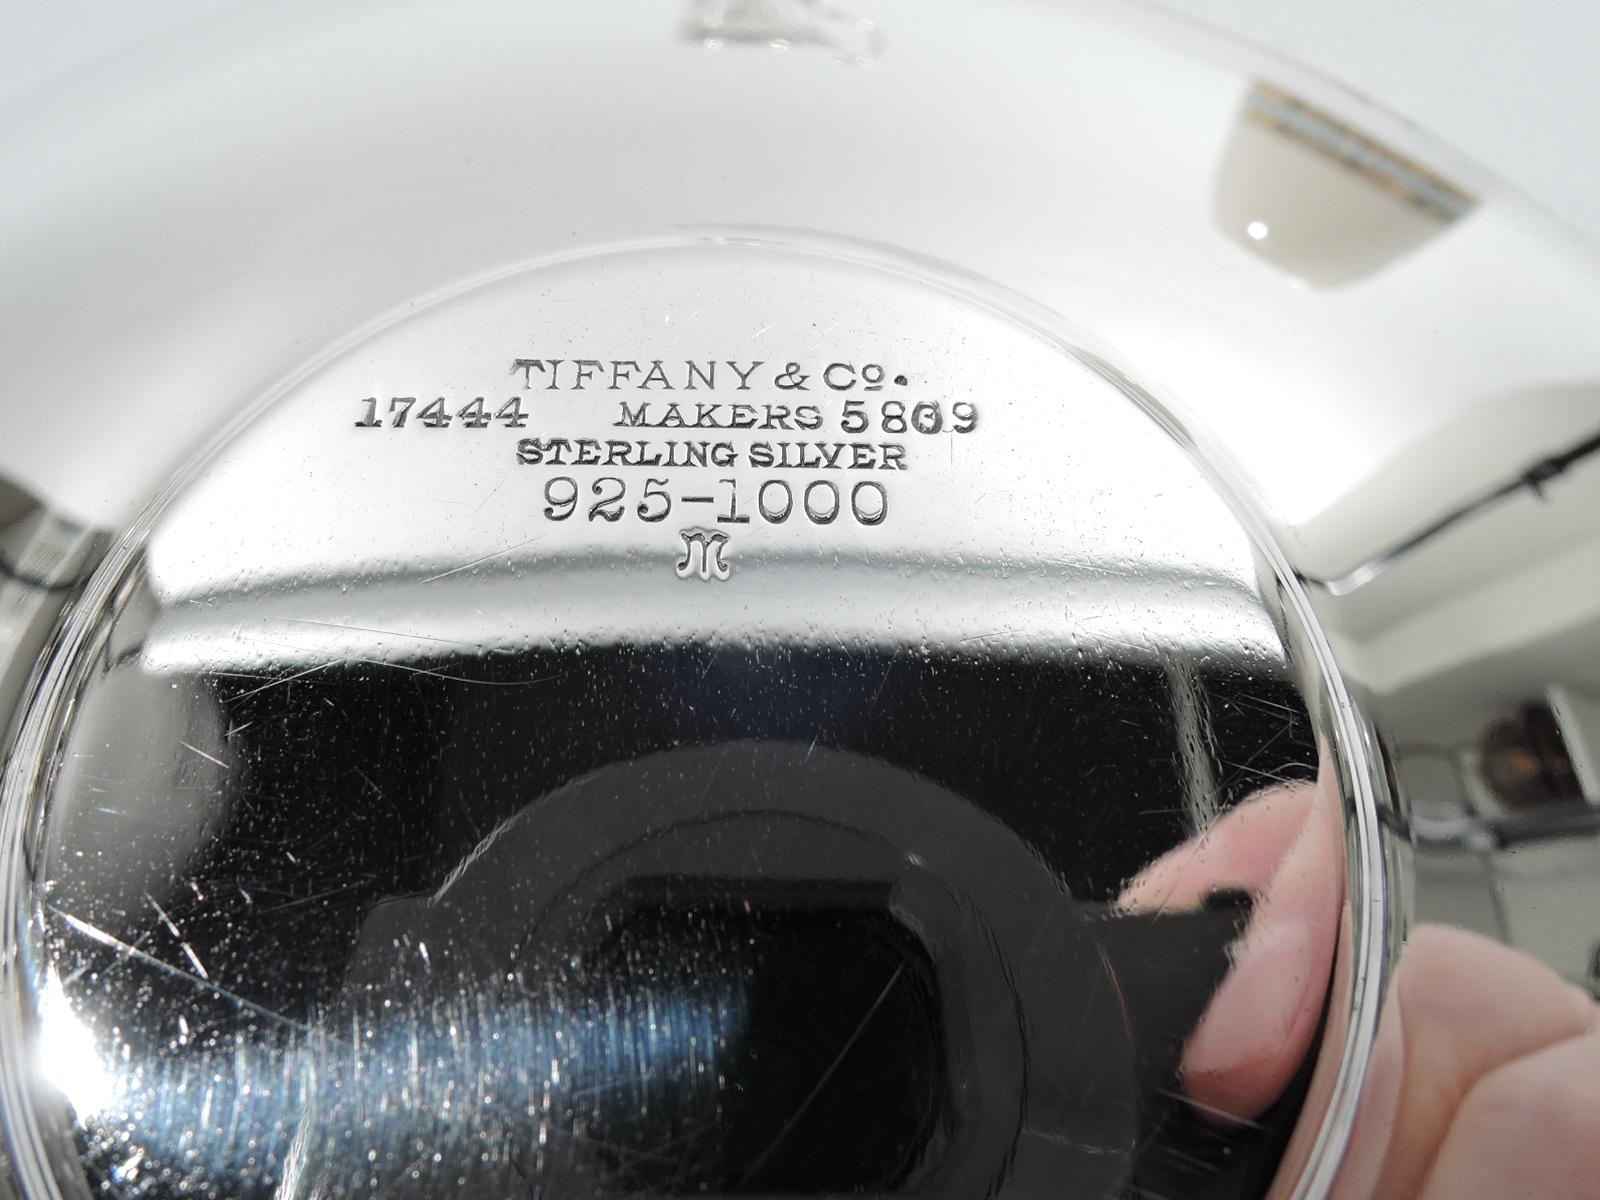 TIFFANY & Co.
17444 MAKERS 5809
STERLING SILVER
925-1000
M